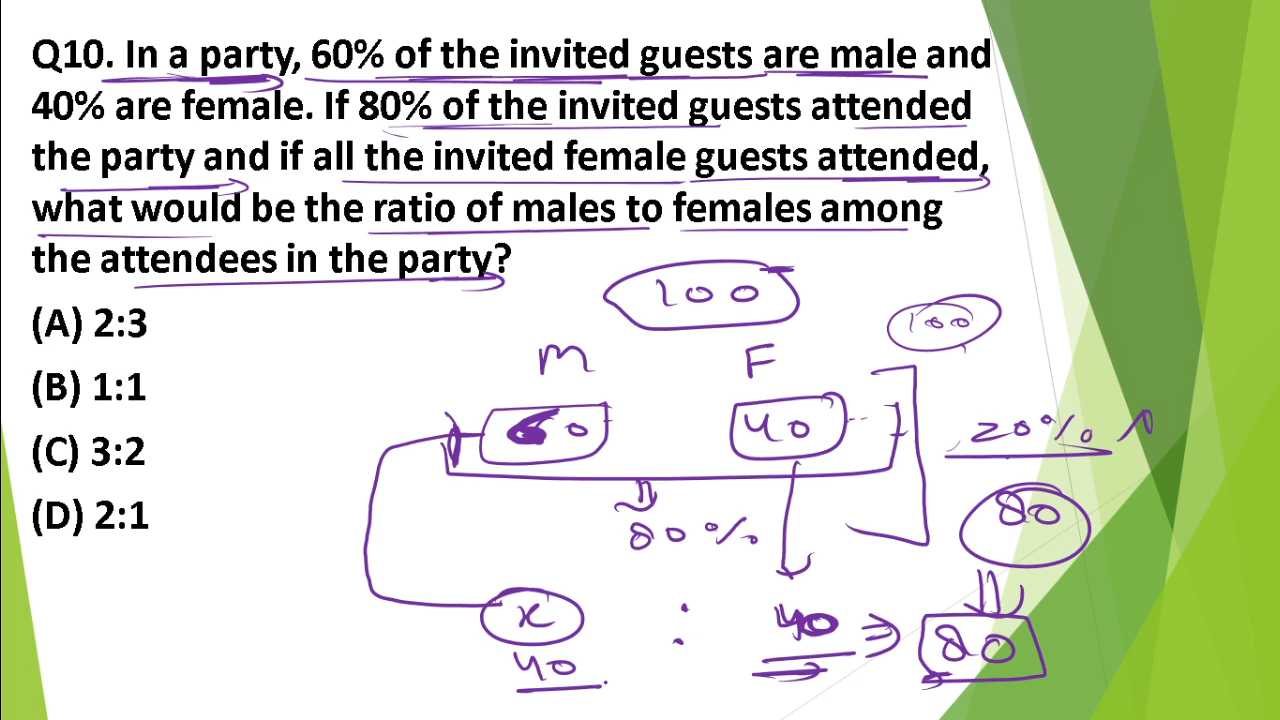 Q10. In a party, 60% of the invited guests are male and
40% are female. If 80% of the invited guests attended
the party and if all the invited female guests attended,
what would be the ratio of males to females among
the attendees in the party?
(A) 2:3
(B) 1:1
(C) 3:2
(D) 2:1
100
100
M F
60 40
20%
80%
80
x : 40 ⇒ 80
40